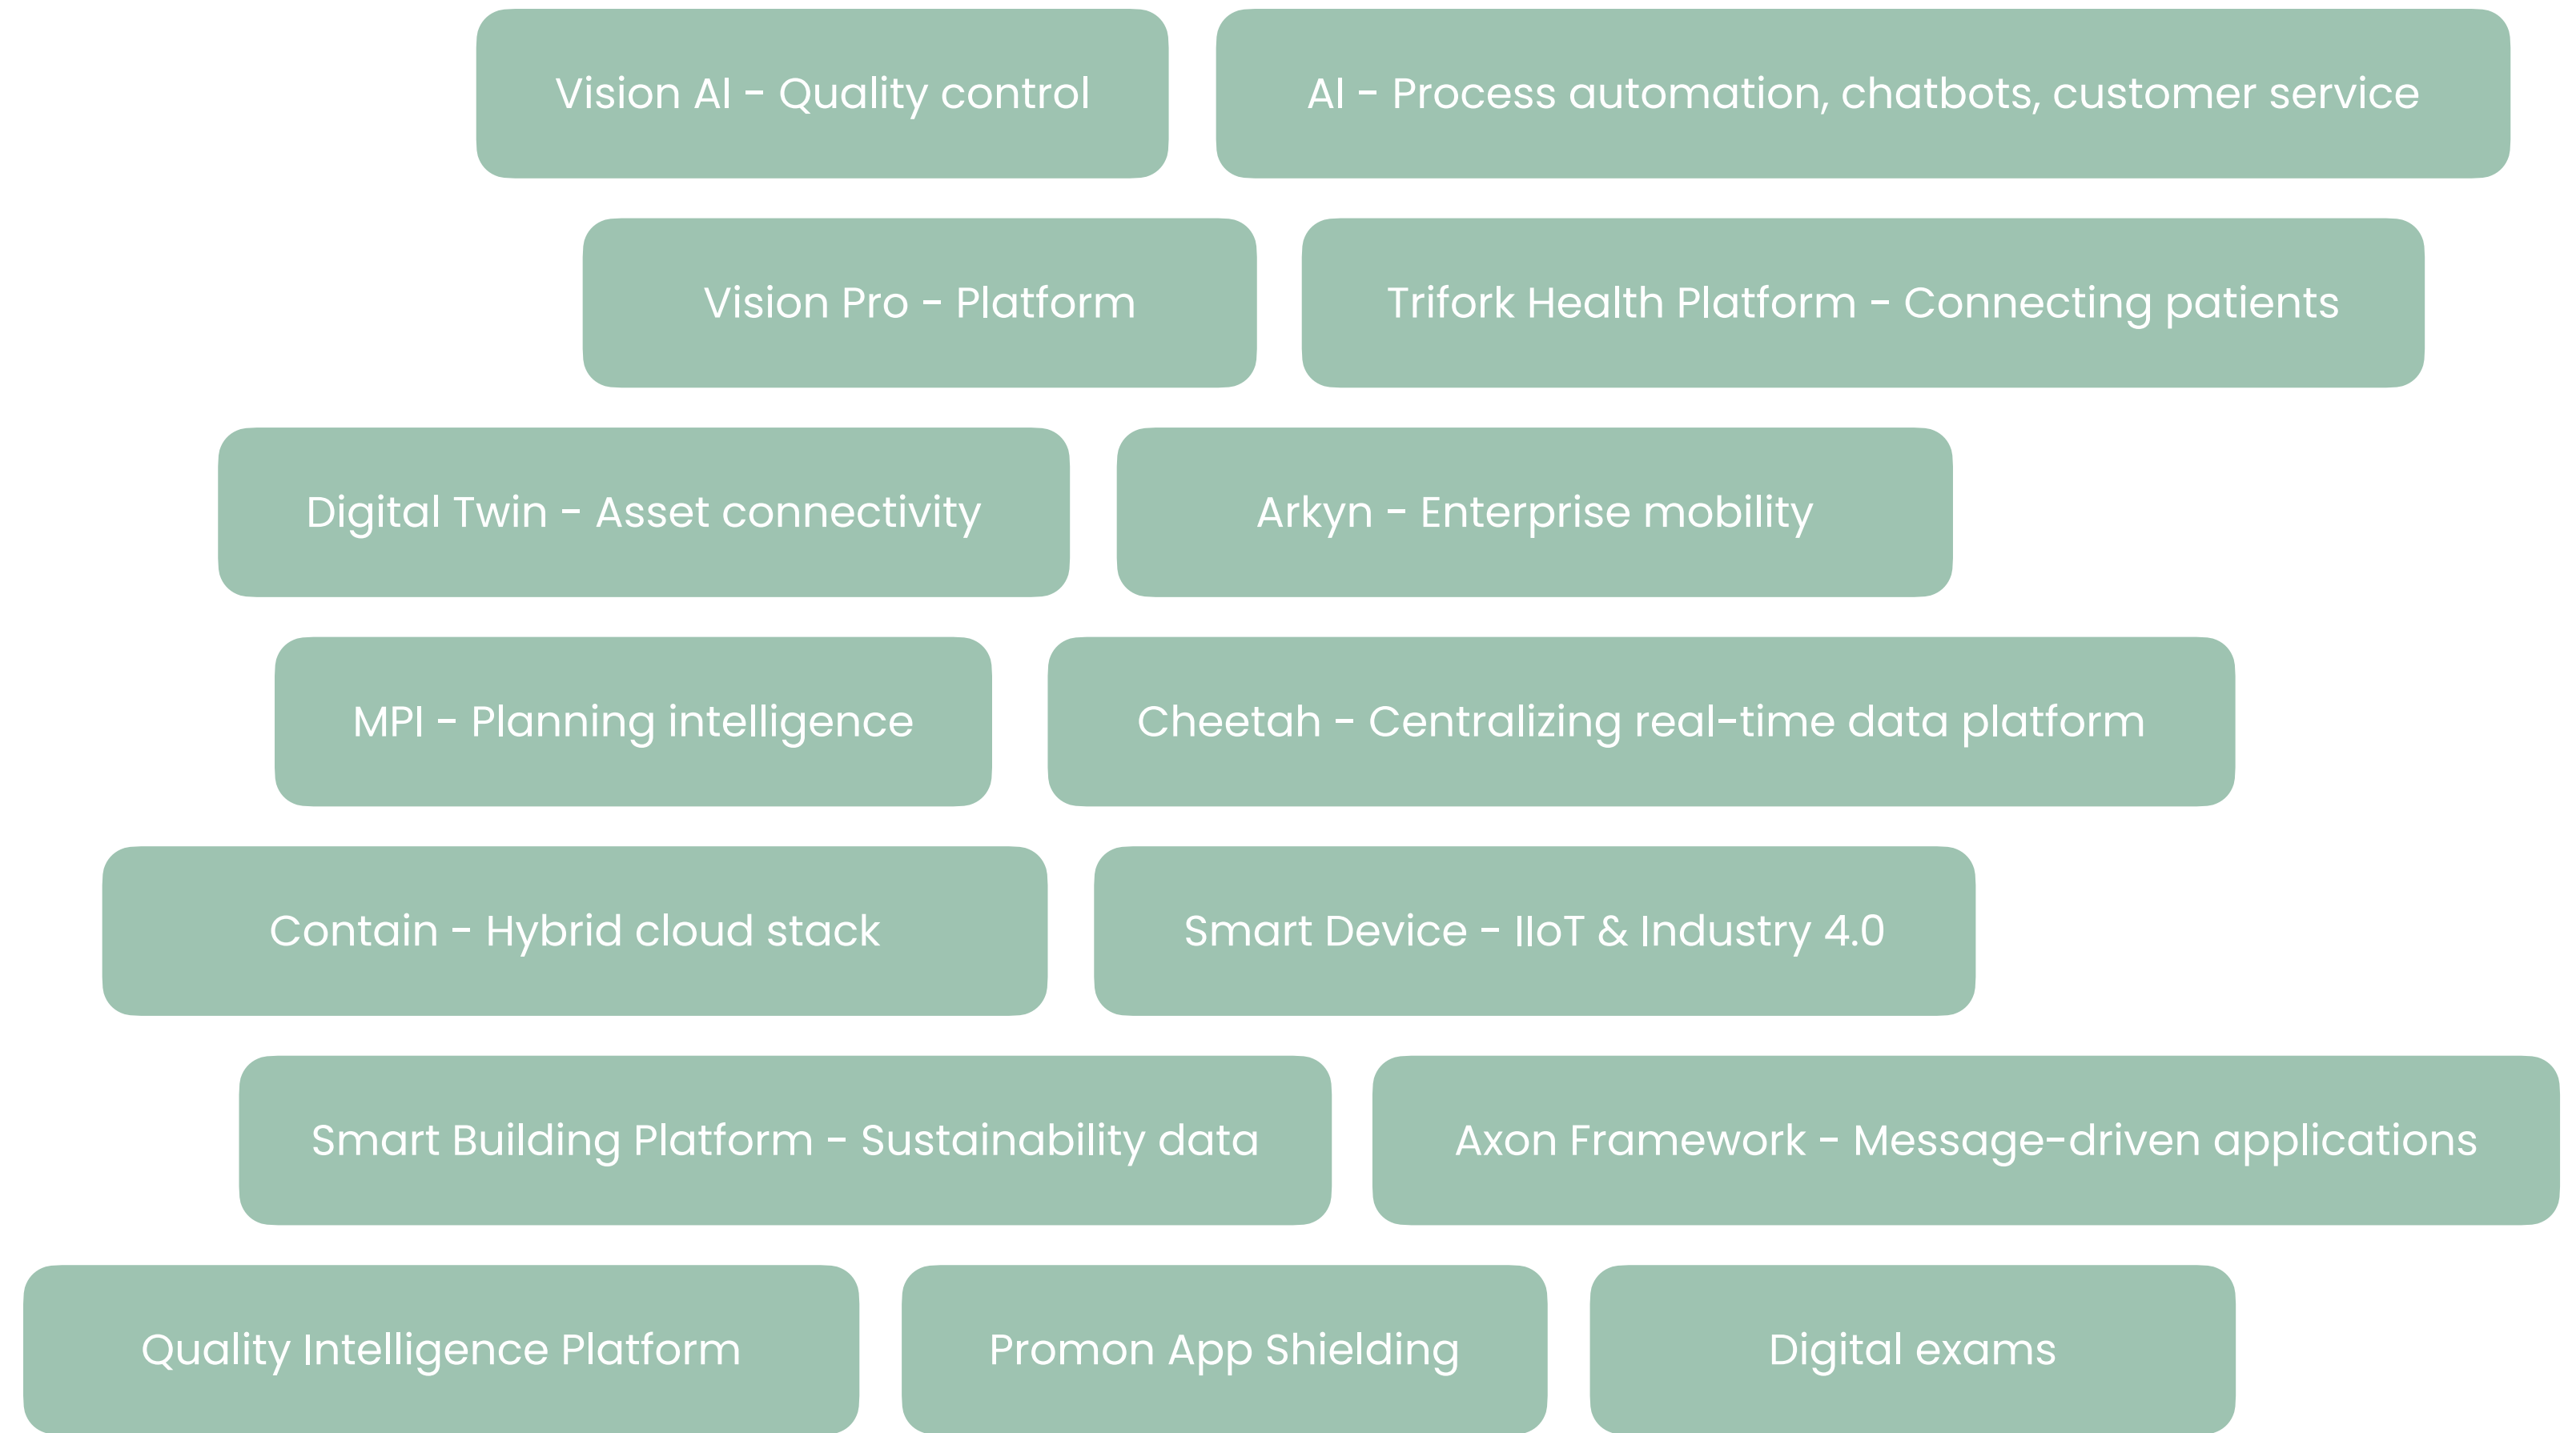 Vision AI - Quality control
AI - Process automation, chatbots, customer service
Vision Pro - Platform
Trifork Health Platform - Connecting patients
Digital Twin - Asset connectivity
Arkyn - Enterprise mobility
MPI - Planning intelligence
Cheetah - Centralizing real-time data platform
Contain - Hybrid cloud stack
Smart Device - IIoT & Industry 4.0
Smart Building Platform - Sustainability data
Axon Framework - Message-driven applications
Quality Intelligence Platform
Promon App Shielding
Digital exams